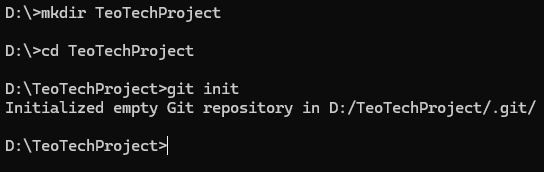 D:\>mkdir TeoTechProject
D:\>cd TeoTechProject
D:\TeoTechProject>git init
Initialized empty Git repository in D:/TeoTechProject/.git/
D:\TeoTechProject>